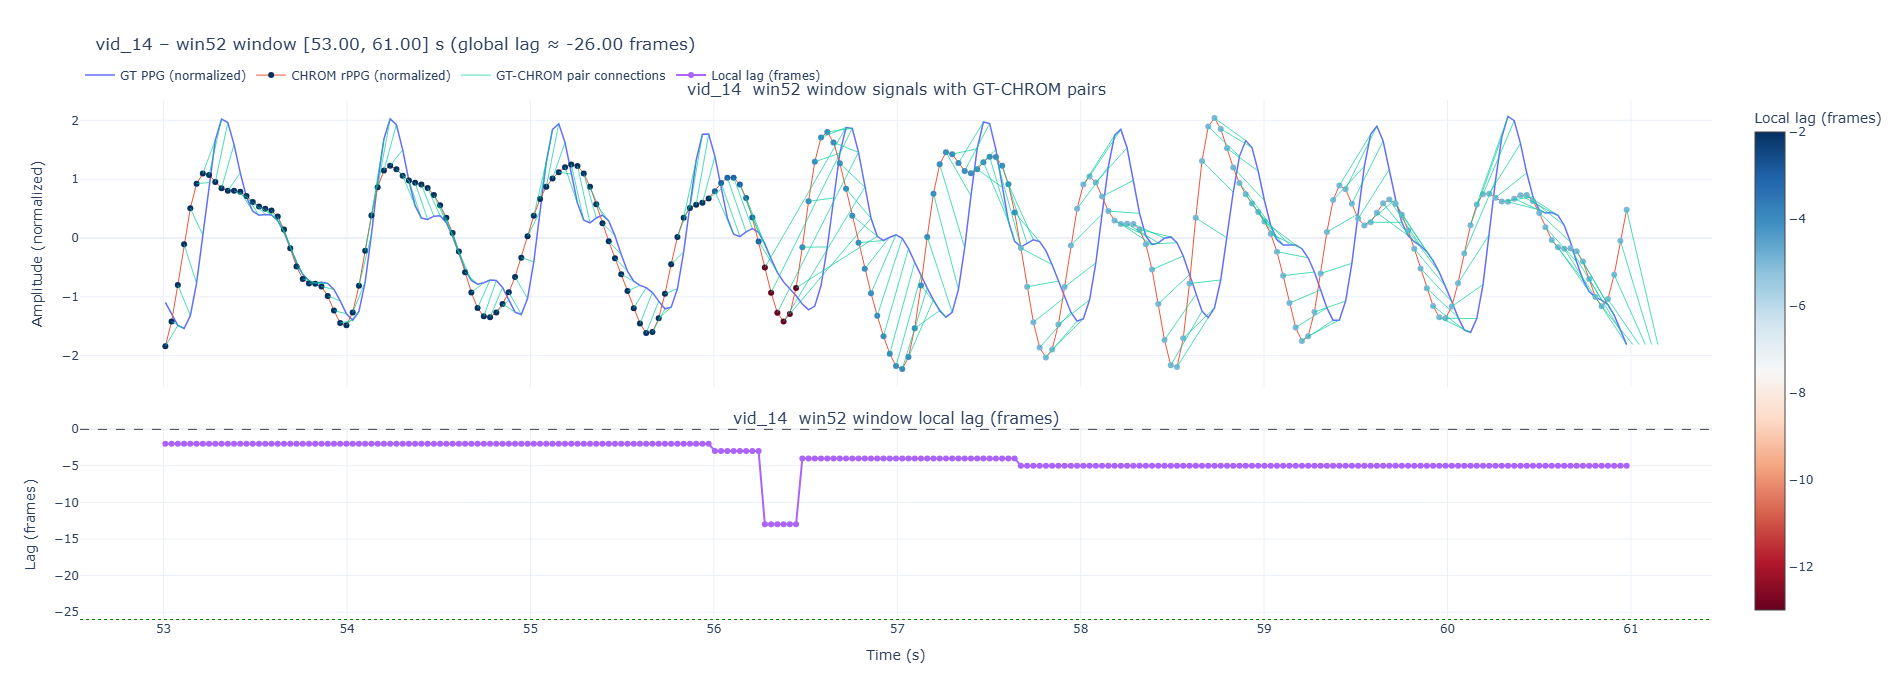 vid_14 – win52 window [53.00, 61.00] s (global lag ≈ -26.00 frames)
GT PPG (normalized) CHROM rPPG (normalized) GT-CHROM pair connections Local lag (frames)
vid_14 win52 window signals with GT-CHROM pairs
Amplitude (normalized)
2
1
0
−1
−2
Local lag (frames)
−2
−4
−6
−8
−10
−12
vid_14 win52 window local lag (frames)
Lag (frames)
0
−5
−10
−15
−20
−25
53 54 55 56 57 58 59 60 61
Time (s)